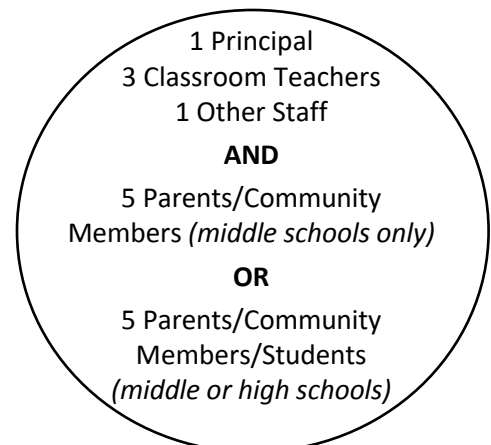 1 Principal
3 Classroom Teachers
1 Other Staff
AND
5 Parents/Community
Members (middle schools only)
OR
5 Parents/Community
Members/Students
(middle or high schools)